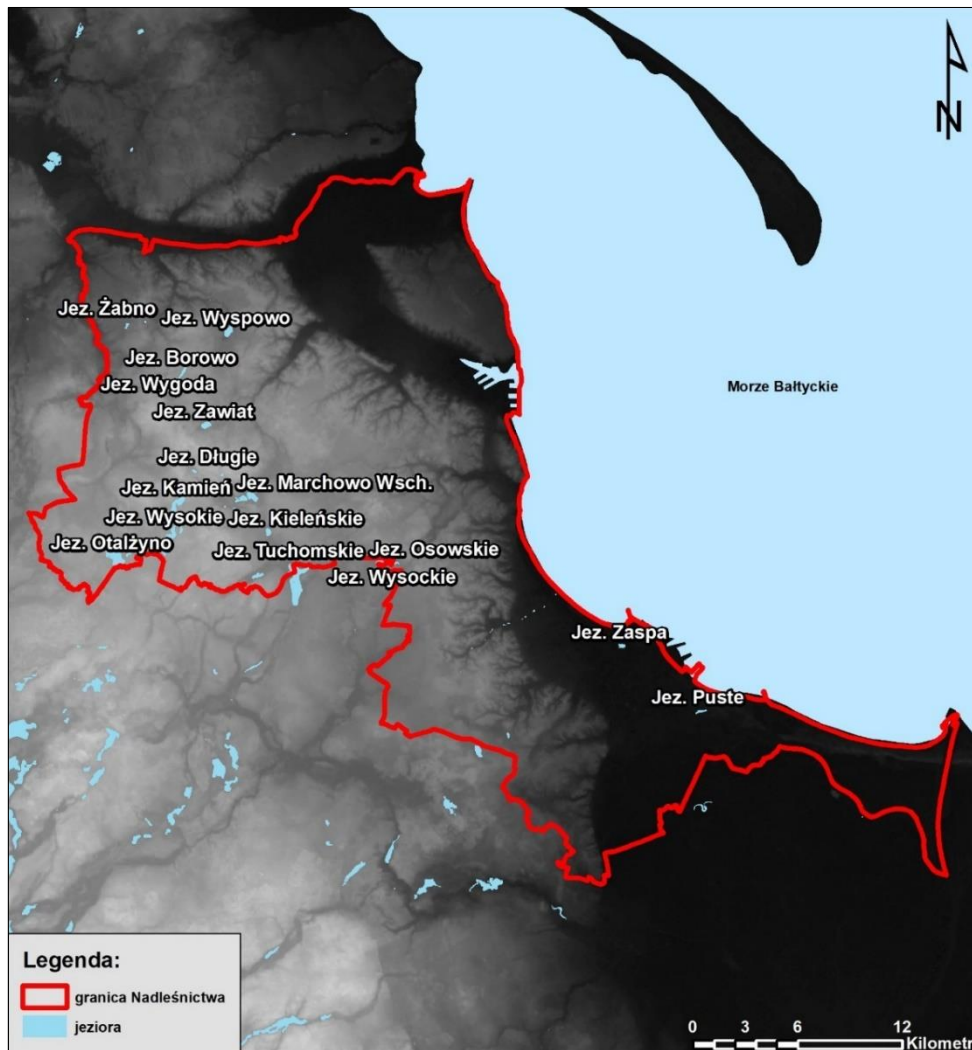 N
Jez. Żabno
Jez. Wyspowo
Jez. Borowo
Jez. Wygoda
Morze Bałtyckie
Jez. Zawiat
Jez. Długie
Jez. Kamień
Jez. Marchowo Wsch.
Jez. Wysokie
Jez. Kieleńskie
Jez. Otalżyno
Jez. Tuchomskie
Jez. Osowskie
Jez. Wysockie
Jez. Zaspa
Jez. Puste
Legenda:
granica Nadleśnictwa
jeziora
0 3 6 12
Kilometr